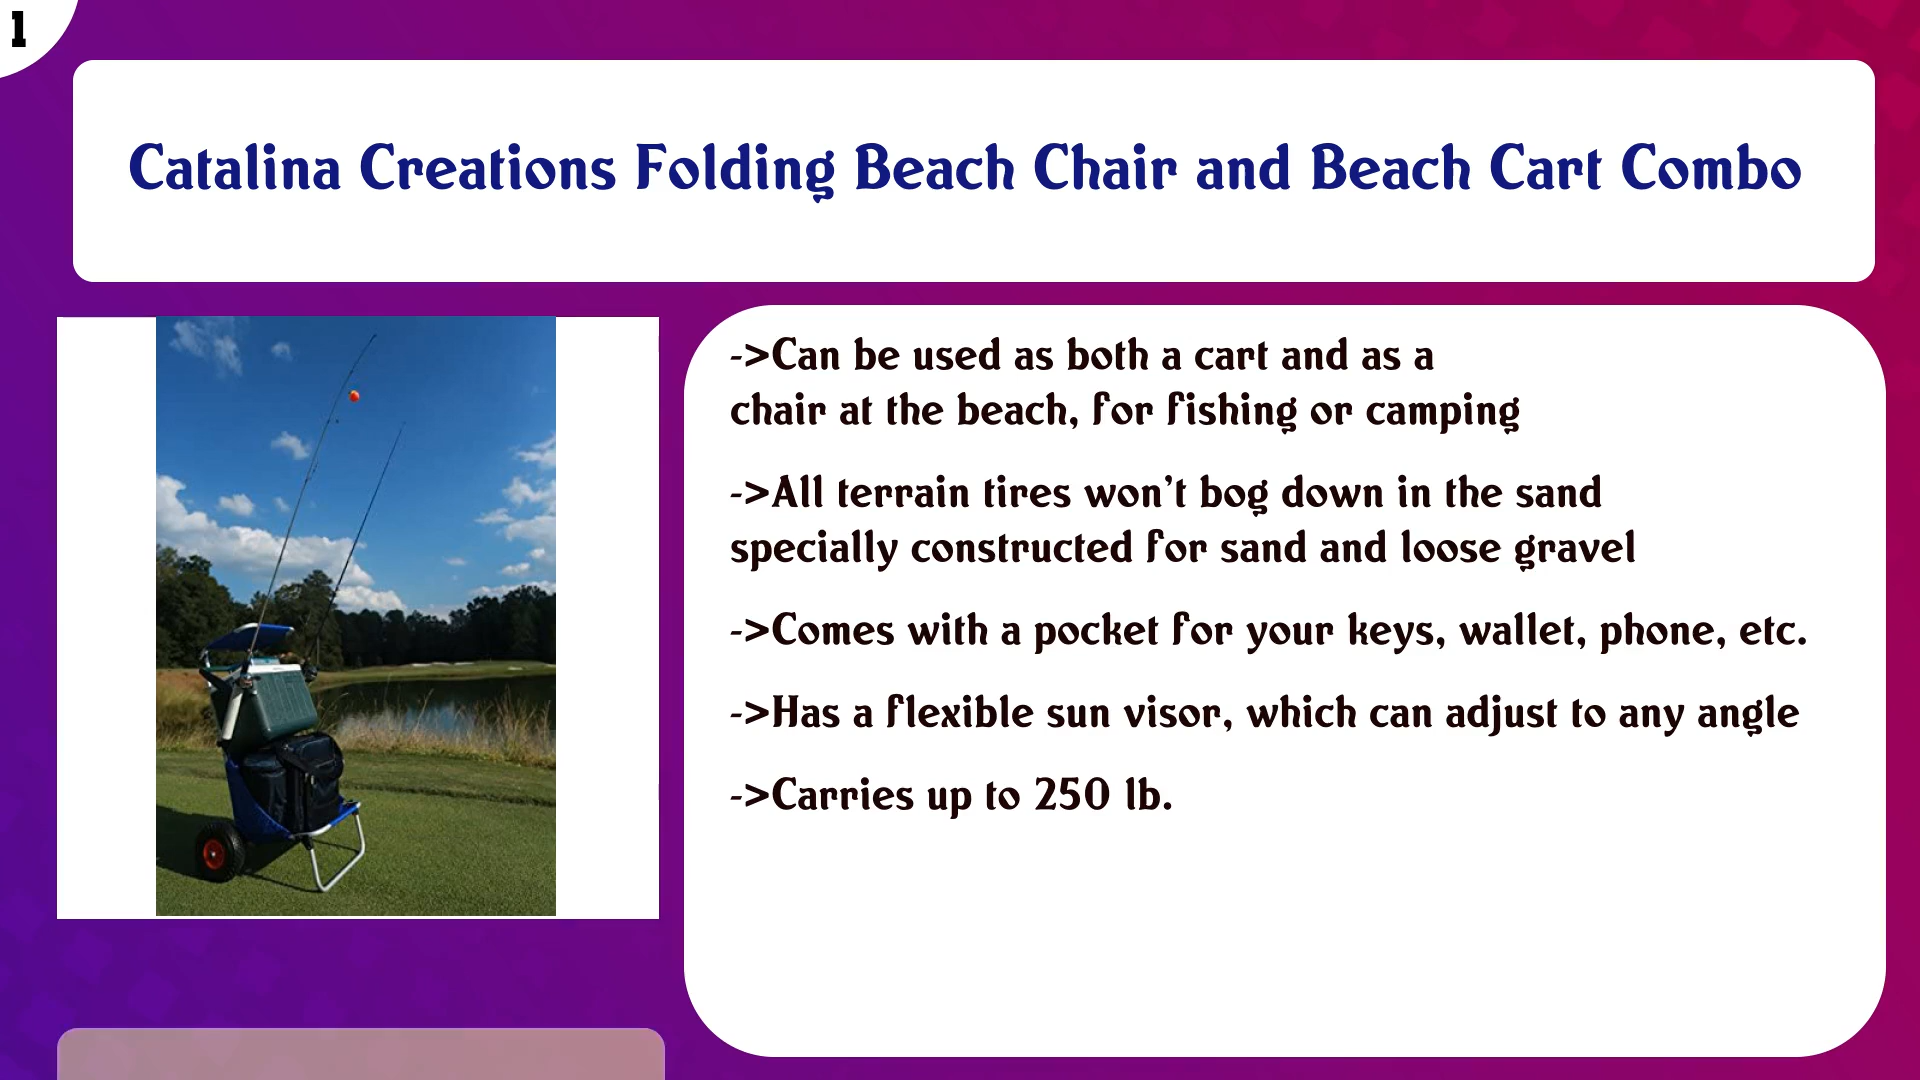 1
Catalina Creations Folding Beach Chair and Beach Cart Combo
->Can be used as both a cart and as a
chair at the beach, for fishing or camping
->All terrain tires won't bog down in the sand
specially constructed for sand and loose gravel
->Comes with a pocket for your keys, wallet, phone, etc.
->Has a flexible sun visor, which can adjust to any angle
->Carries up to 250 lb.